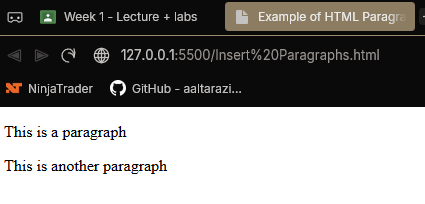 Week 1 - Lecture + labs
Example of HTML Paragra
127.0.0.1:5500/Insert%20Paragraphs.html
NinjaTrader
GitHub - aaltarazi...
This is a paragraph
This is another paragraph